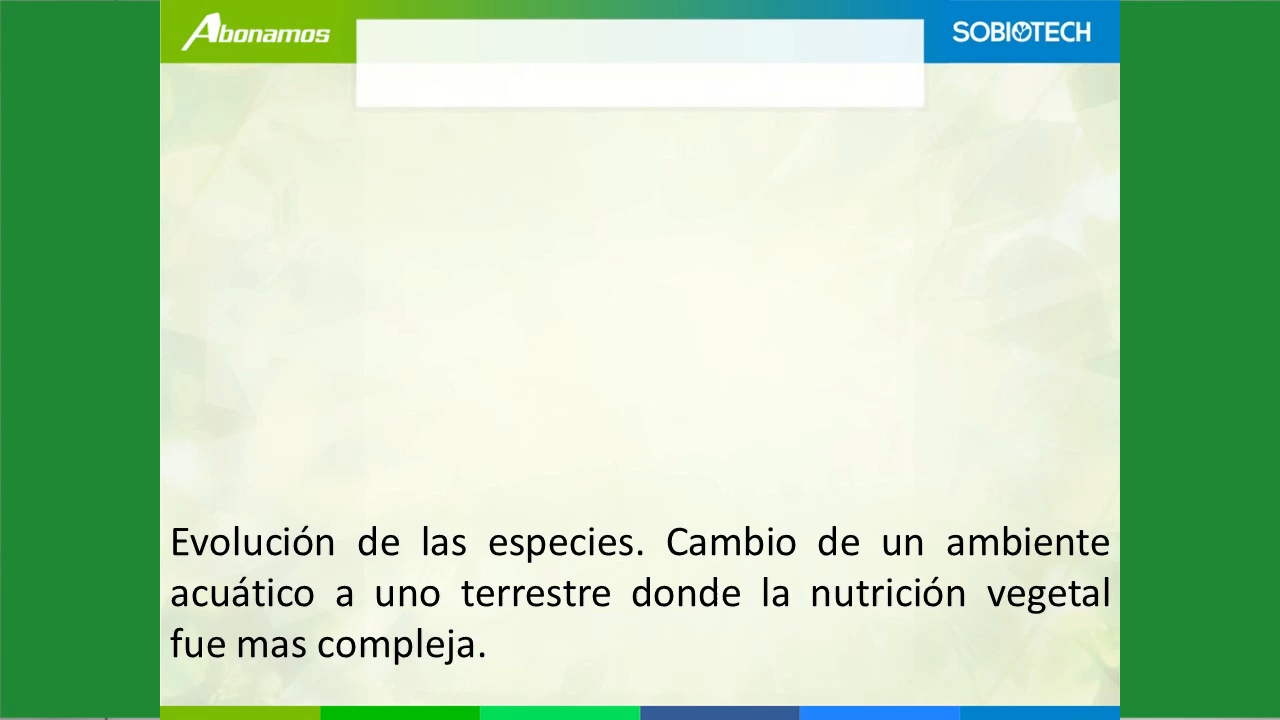 Abonamos
SOBIOTECH
Evolución de las especies. Cambio de un ambiente
acuático a uno terrestre donde la nutrición vegetal
fue mas compleja.